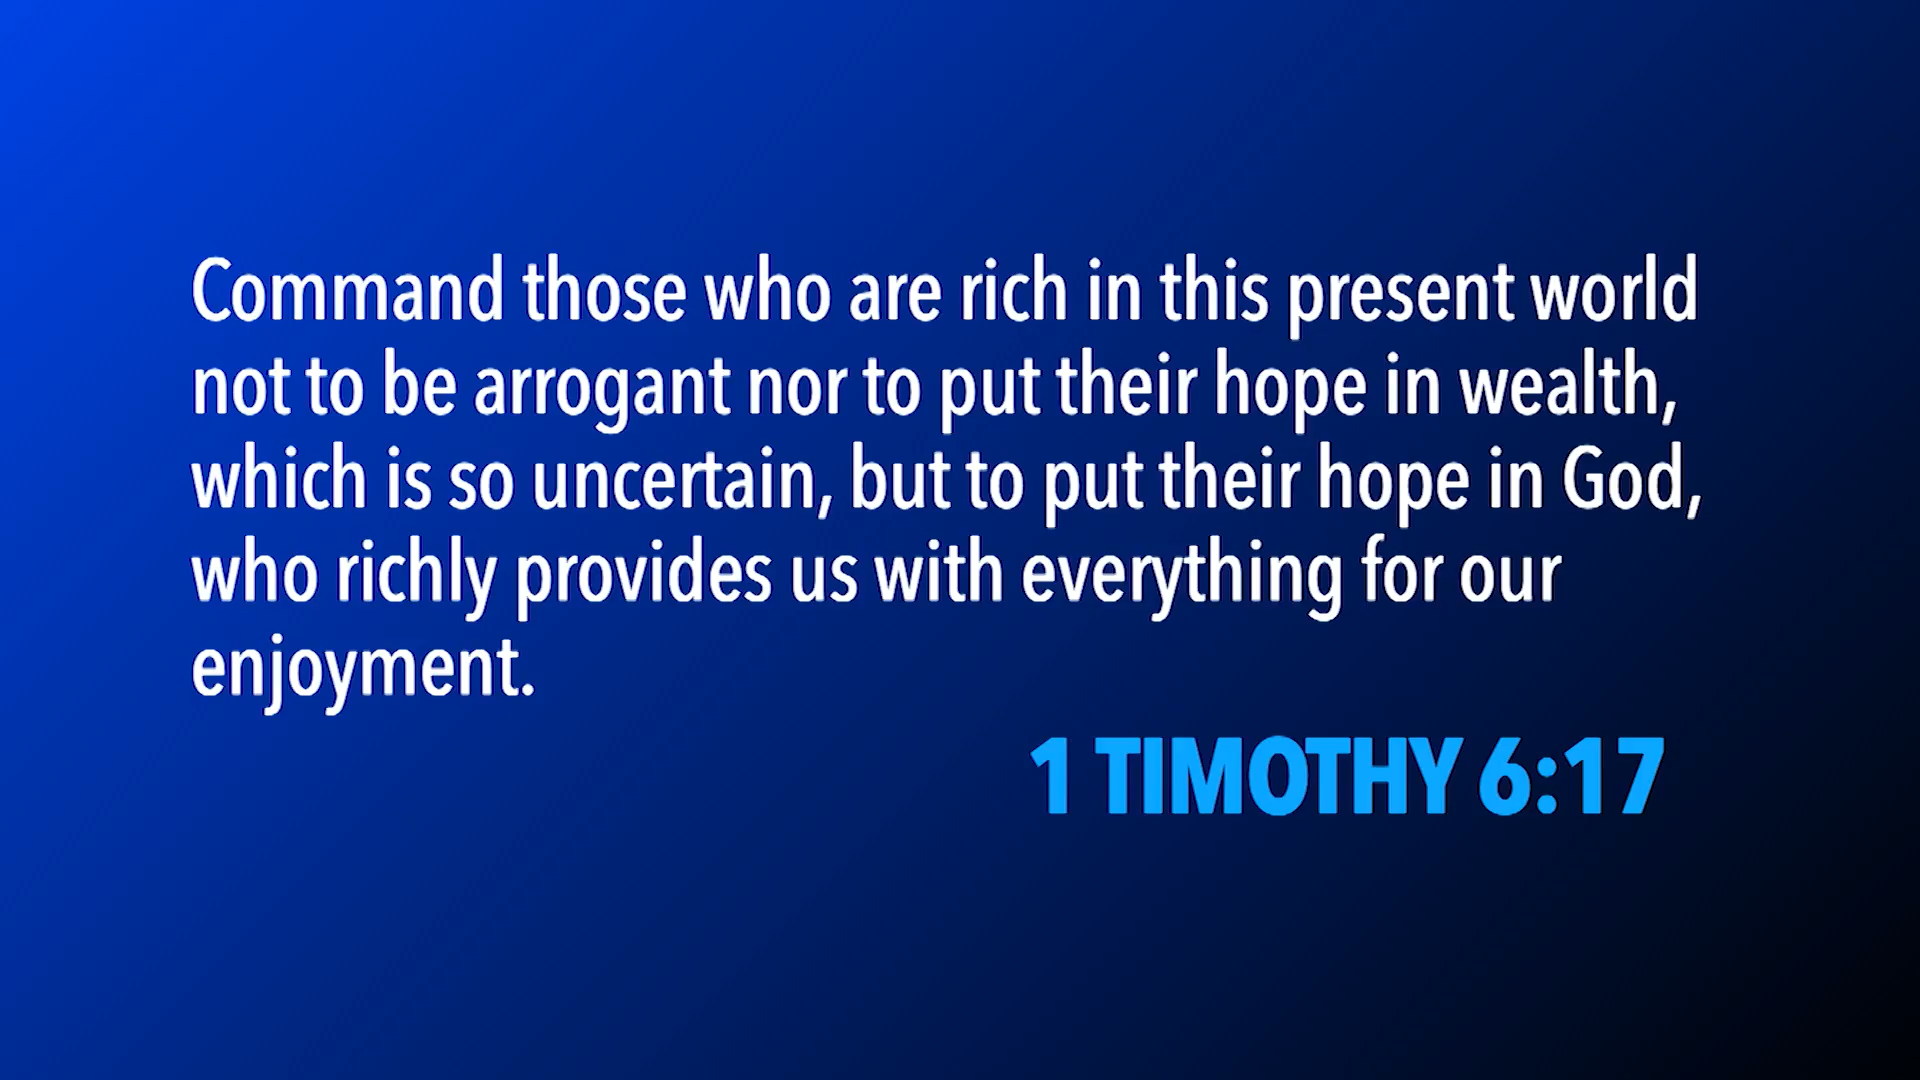 Command those who are rich in this present world
not to be arrogant nor to put their hope in wealth,
which is so uncertain, but to put their hope in God,
who richly provides us with everything for our
enjoyment.
1 TIMOTHY 6:17